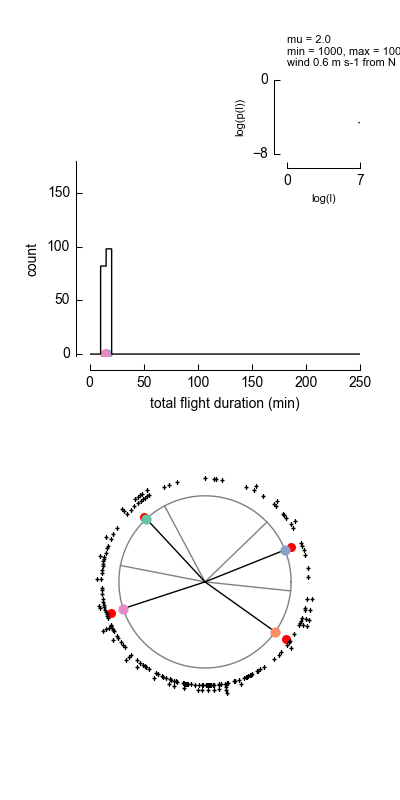 mu = 2.0
min = 1000, max = 100
wind 0.6 m s-1 from N
0
log(p(l))
−8
0 7
log(l)
150
count
100
50
0
0 50 100 150 200 250
total flight duration (min)